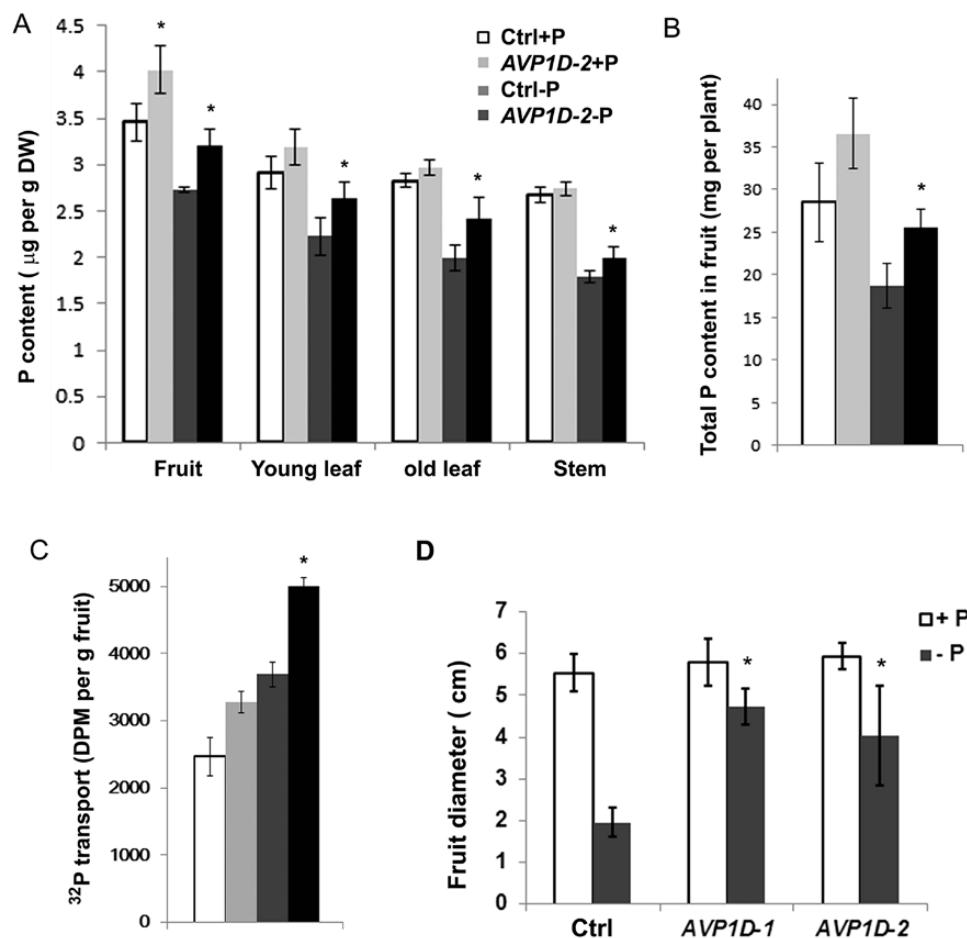 A
P content ( μg per g DW)
4.5
4
3.5
3
2.5
2
1.5
1
0.5
0
*
*
*
*
*
Ctrl+P
AVP1D-2+P
Ctrl-P
AVP1D-2-P
Fruit Young leaf old leaf Stem
B
Total P content in fruit (mg per plant)
40
35
30
25
20
15
10
5
0
*
C
32P transport (DPM per g fruit)
5000
4000
3000
2000
1000
0
*
D
Fruit diameter ( cm)
7
6
5
4
3
2
1
0
*
*
+ P
- P
Ctrl AVP1D-1 AVP1D-2